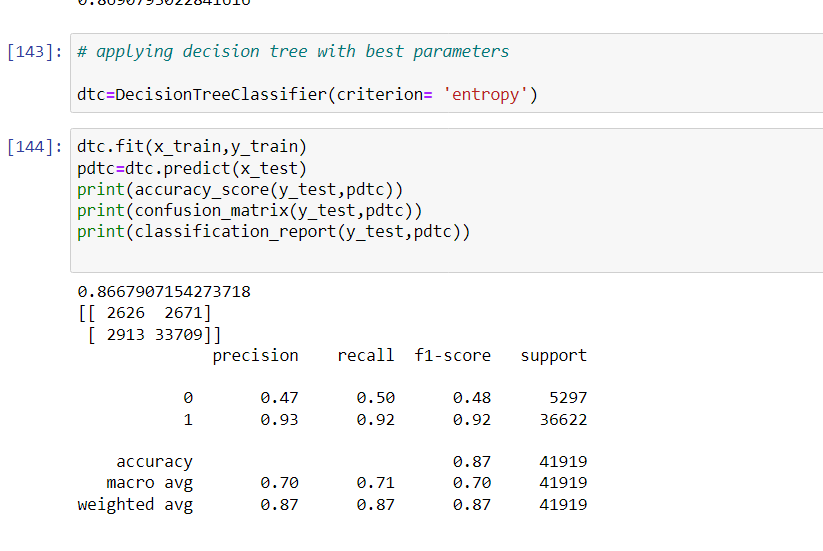 0.8690795022841616
[143]: # applying decision tree with best parameters
dtc=DecisionTreeClassifier(criterion= 'entropy')
[144]: dtc.fit(x_train,y_train)
pdtc=dtc.predict(x_test)
print(accuracy_score(y_test,pdtc))
print(confusion_matrix(y_test,pdtc))
print(classification_report(y_test,pdtc))
0.8667907154273718
[[ 2626  2671]
 [ 2913 33709]]
precision recall f1-score support
0 0.47 0.50 0.48 5297
1 0.93 0.92 0.92 36622
accuracy 0.87 41919
macro avg 0.70 0.71 0.70 41919
weighted avg 0.87 0.87 0.87 41919